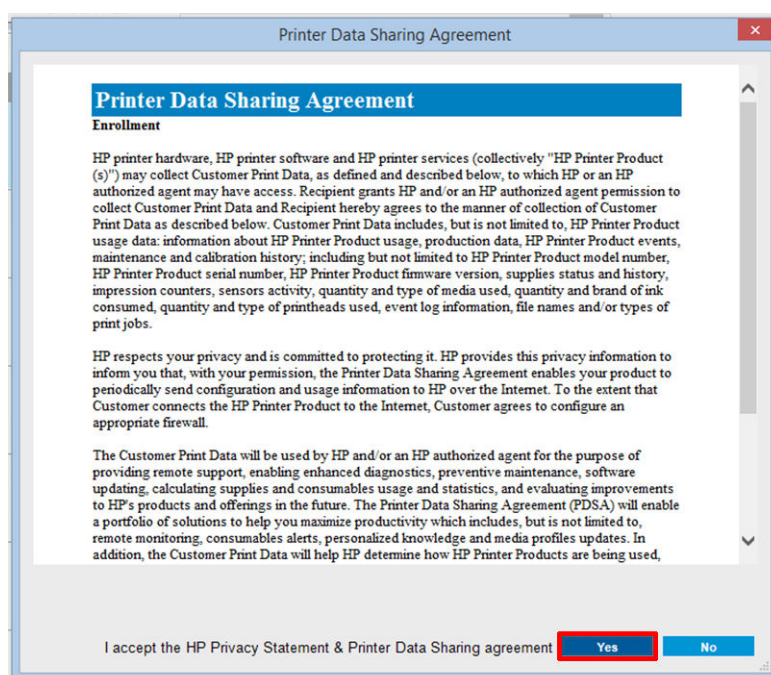 Printer Data Sharing Agreement
Printer Data Sharing Agreement
Enrollment
HP printer hardware, HP printer software and HP printer services (collectively "HP Printer Product
(s)") may collect Customer Print Data, as defined and described below, to which HP or an HP
authorized agent may have access. Recipient grants HP and/or an HP authorized agent permission to
collect Customer Print Data and Recipient hereby agrees to the manner of collection of Customer
Print Data as described below. Customer Print Data includes, but is not limited to, HP Printer Product
usage data: information about HP Printer Product usage, production data, HP Printer Product events,
maintenance and calibration history; including but not limited to HP Printer Product model number,
HP Printer Product serial number, HP Printer Product firmware version, supplies status and history,
impression counters, sensors activity, quantity and type of media used, quantity and brand of ink
consumed, quantity and type of printheads used, event log information, file names and/or types of
print jobs.
HP respects your privacy and is committed to protecting it. HP provides this privacy information to
inform you that, with your permission, the Printer Data Sharing Agreement enables your product to
periodically send configuration and usage information to HP over the Internet. To the extent that
Customer connects the HP Printer Product to the Internet, Customer agrees to configure an
appropriate firewall.
The Customer Print Data will be used by HP and/or an HP authorized agent for the purpose of
providing remote support, enabling enhanced diagnostics, preventive maintenance, software
updating, calculating supplies and consumables usage and statistics, and evaluating improvements
to HP's products and offerings in the future. The Printer Data Sharing Agreement (PDSA) will enable
a portfolio of solutions to help you maximize productivity which includes, but is not limited to,
remote monitoring, consumables alerts, personalized knowledge and media profiles updates. In
addition, the Customer Print Data will help HP determine how HP Printer Products are being used,
I accept the HP Privacy Statement & Printer Data Sharing agreement Yes No